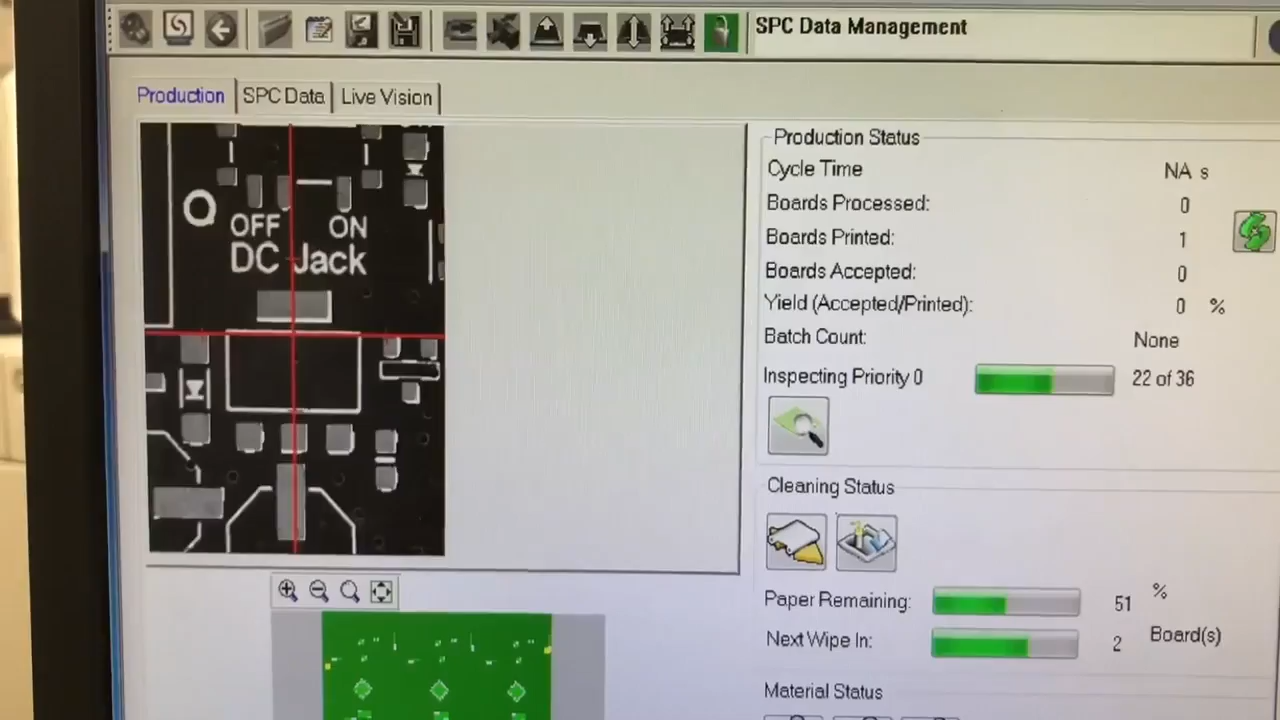 SPC Data Management
Production SPC Data Live Vision
OFF ON
DC Jack
Production Status
Cycle Time NA s
Boards Processed: 0
Boards Printed: 1
Boards Accepted: 0
Yield (Accepted/Printed): 0 %
Batch Count: None
Inspecting Priority 0 22 of 36
Cleaning Status
Paper Remaining: 51 %
Next Wipe In: 2 Board(s)
Material Status